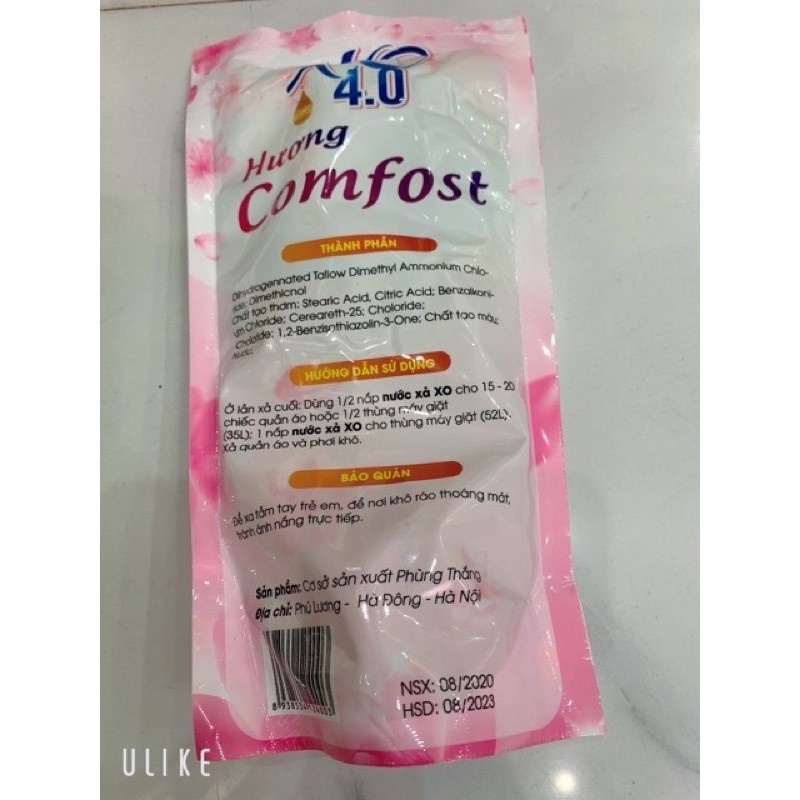 4.0
Hương
Comfost
THÀNH PHẦN
Dihydrogennated Tallow Dimethyl Ammonium Chlo-
ride; Dimethicnol
Chất tạo thơm: Stearic Acid, Citric Acid; Benzalkoni-
um Chloride; Cereareth-25; Choloride;
Choloride; 1,2-Benzisothiazolin-3-One; Chất tạo màu;
Nước.
HƯỚNG DẪN SỬ DỤNG
Ở lần xả cuối: Dùng 1/2 nắp nước xả XO cho 15 - 20
chiếc quần áo hoặc 1/2 thùng máy giặt
(35L); 1 nắp nước xả XO cho thùng máy giặt (52L).
Xả quần áo và phơi khô.
BẢO QUẢN
Để xa tầm tay trẻ em, để nơi khô ráo thoáng mát,
tránh ánh nắng trực tiếp.
Sản phẩm: Cơ sở sản xuất Phùng Thắng
Địa chỉ: Phú Lương - Hà Đông - Hà Nội
NSX: 08/2020
HSD: 08/2023
ULIKE